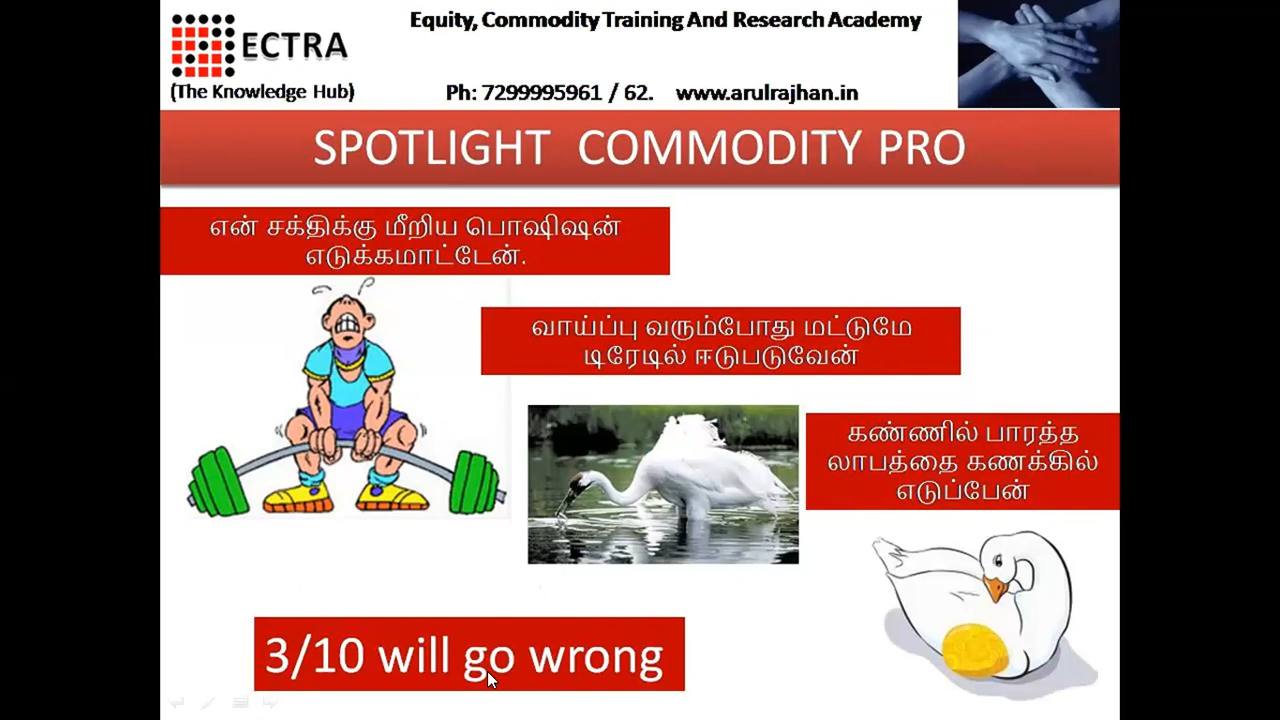 ECTRA
(The Knowledge Hub)
Equity, Commodity Training And Research Academy
Ph: 7299995961 / 62. www.arulrajhan.in
SPOTLIGHT COMMODITY PRO
என் சக்திக்கு மீறிய பொஷிஷன்
எடுக்கமாட்டேன்.
வாய்ப்பு வரும்போது மட்டுமே
டிரேடில் ஈடுபடுவேன்
கண்ணில் பாரத்த
லாபத்தை கணக்கில்
எடுப்பேன்
3/10 will go wrong